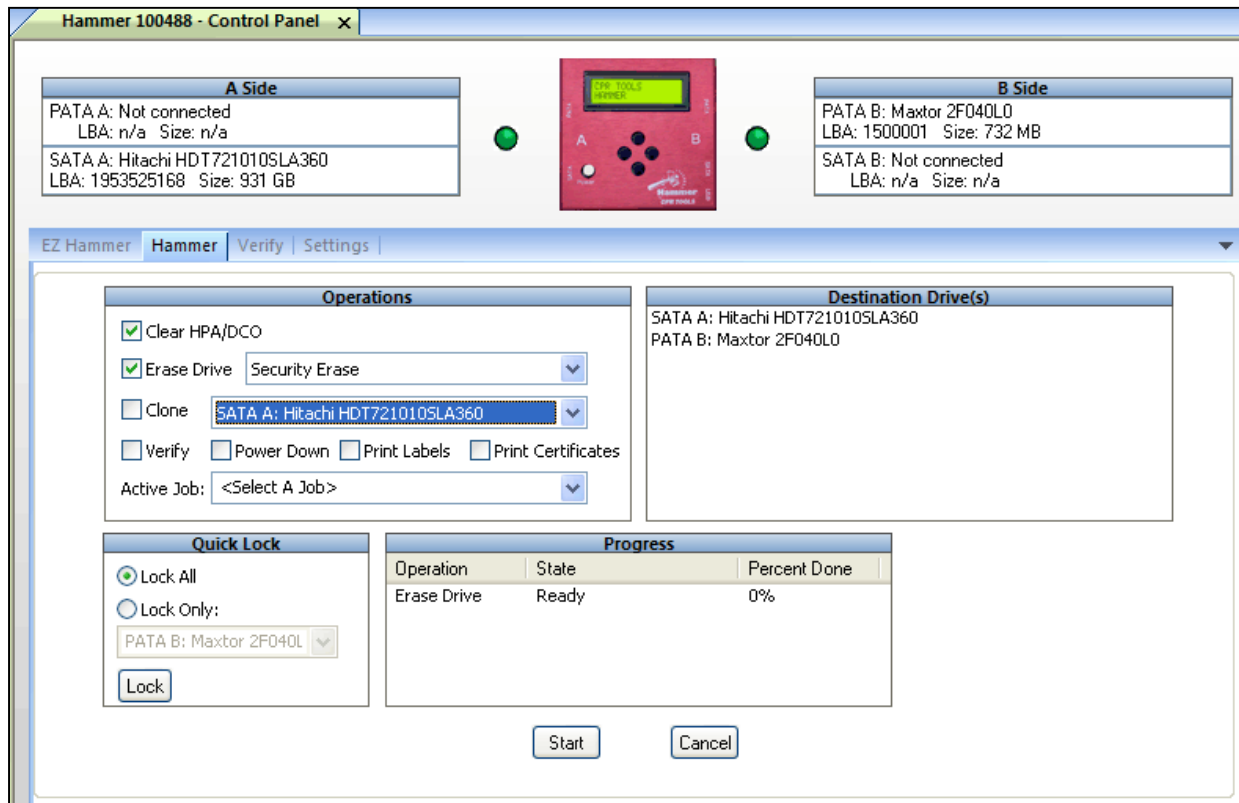 Hammer 100488 - Control Panel x
A Side
PATA A: Not connected
LBA: n/a Size: n/a
SATA A: Hitachi HDT721010SLA360
LBA: 1953525168 Size: 931 GB
CPR TOOLS
HAMMER
A
B
Hammer
CPR TOOLS
B Side
PATA B: Maxtor 2F040L0
LBA: 1500001 Size: 732 MB
SATA B: Not connected
LBA: n/a Size: n/a
EZ Hammer Hammer Verify Settings
Operations
Clear HPA/DCO
Erase Drive Security Erase
Clone SATA A: Hitachi HDT721010SLA360
Verify Power Down Print Labels Print Certificates
Active Job: <Select A Job>
Destination Drive(s)
SATA A: Hitachi HDT721010SLA360
PATA B: Maxtor 2F040L0
Quick Lock
Lock All
Lock Only:
PATA B: Maxtor 2F040L
Lock
Progress
Operation State Percent Done
Erase Drive Ready 0%
Start Cancel